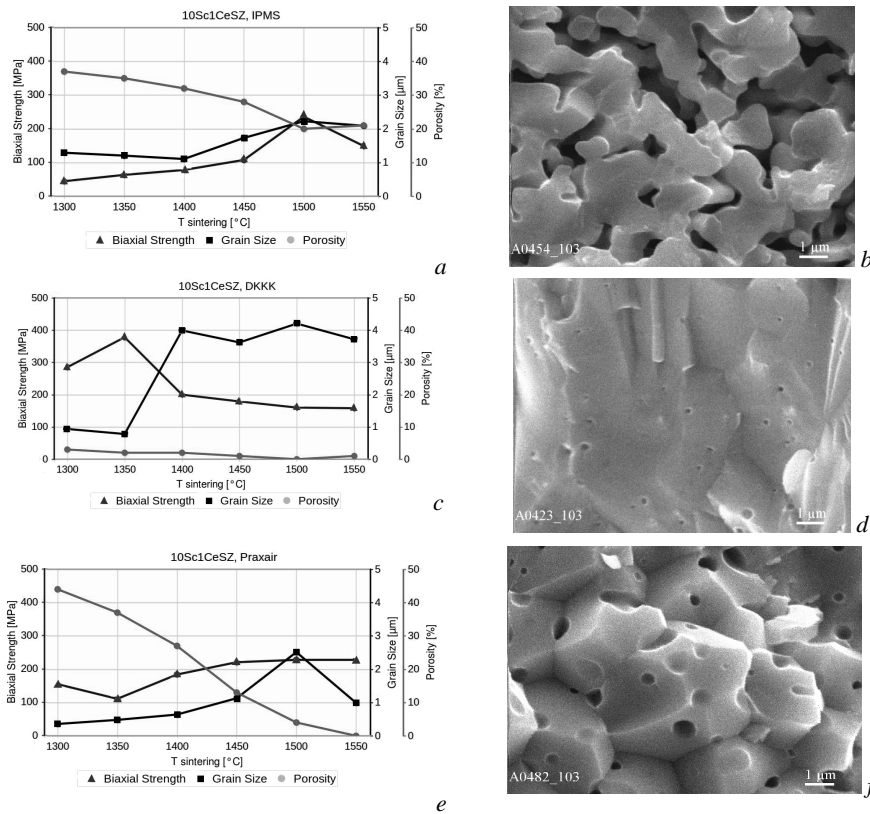 10Sc1CeSZ, IPMS
Biaxial Strength [MPa]
500
400
300
200
100
0
5
4
3
2
1
0
Grain Size [µm]
50
40
30
20
10
0
Porosity [%]
1300 1350 1400 1450 1500 1550
T sintering [°C]
Biaxial Strength Grain Size Porosity
a
A0454_103
1 µm
b
10Sc1CeSZ, DKKK
Biaxial Strength [MPa]
500
400
300
200
100
0
5
4
3
2
1
0
Grain Size [µm]
50
40
30
20
10
0
Porosity [%]
1300 1350 1400 1450 1500 1550
T sintering [°C]
Biaxial Strength Grain Size Porosity
c
A0423_103
1 µm
d
10Sc1CeSZ, Praxair
Biaxial Strength [MPa]
500
400
300
200
100
0
5
4
3
2
1
0
Grain Size [µm]
50
40
30
20
10
0
Porosity [%]
1300 1350 1400 1450 1500 1550
T sintering [°C]
Biaxial Strength Grain Size Porosity
e
A0482_103
1 µm